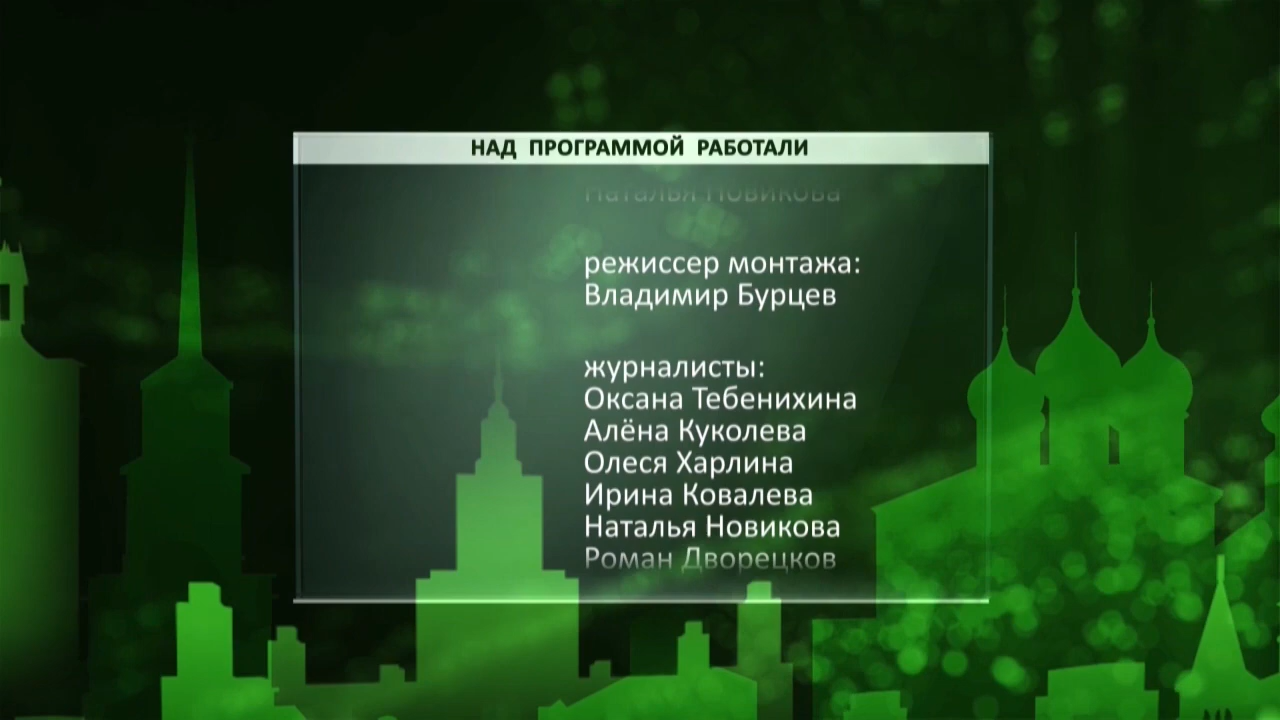 НАД ПРОГРАММОЙ РАБОТАЛИ
Наталья Новикова
режиссер монтажа:
Владимир Бурцев
журналисты:
Оксана Тебенихина
Алёна Куколева
Олеся Харлина
Ирина Ковалева
Наталья Новикова
Роман Дворецков